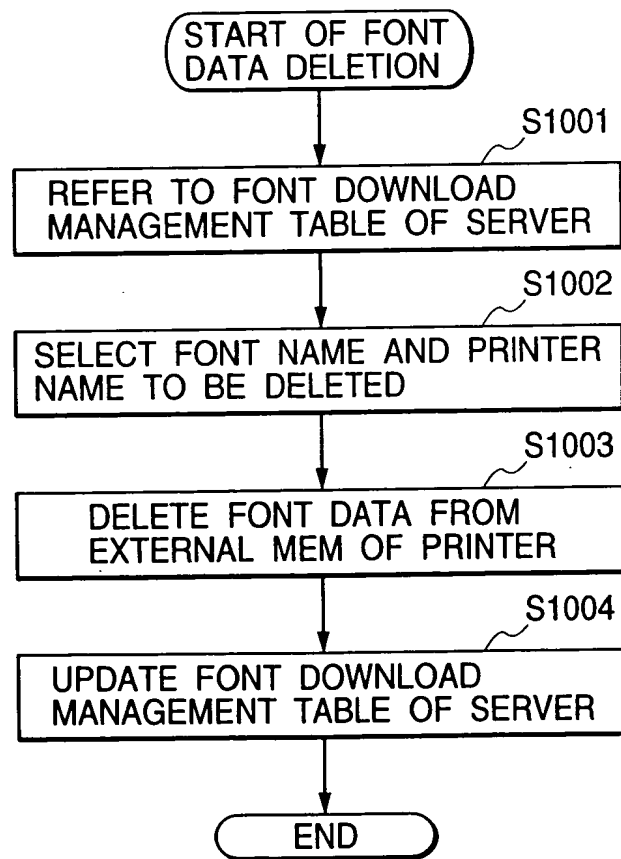 START OF FONT
DATA DELETION
S1001
REFER TO FONT DOWNLOAD
MANAGEMENT TABLE OF SERVER
S1002
SELECT FONT NAME AND PRINTER
NAME TO BE DELETED
S1003
DELETE FONT DATA FROM
EXTERNAL MEM OF PRINTER
S1004
UPDATE FONT DOWNLOAD
MANAGEMENT TABLE OF SERVER
END